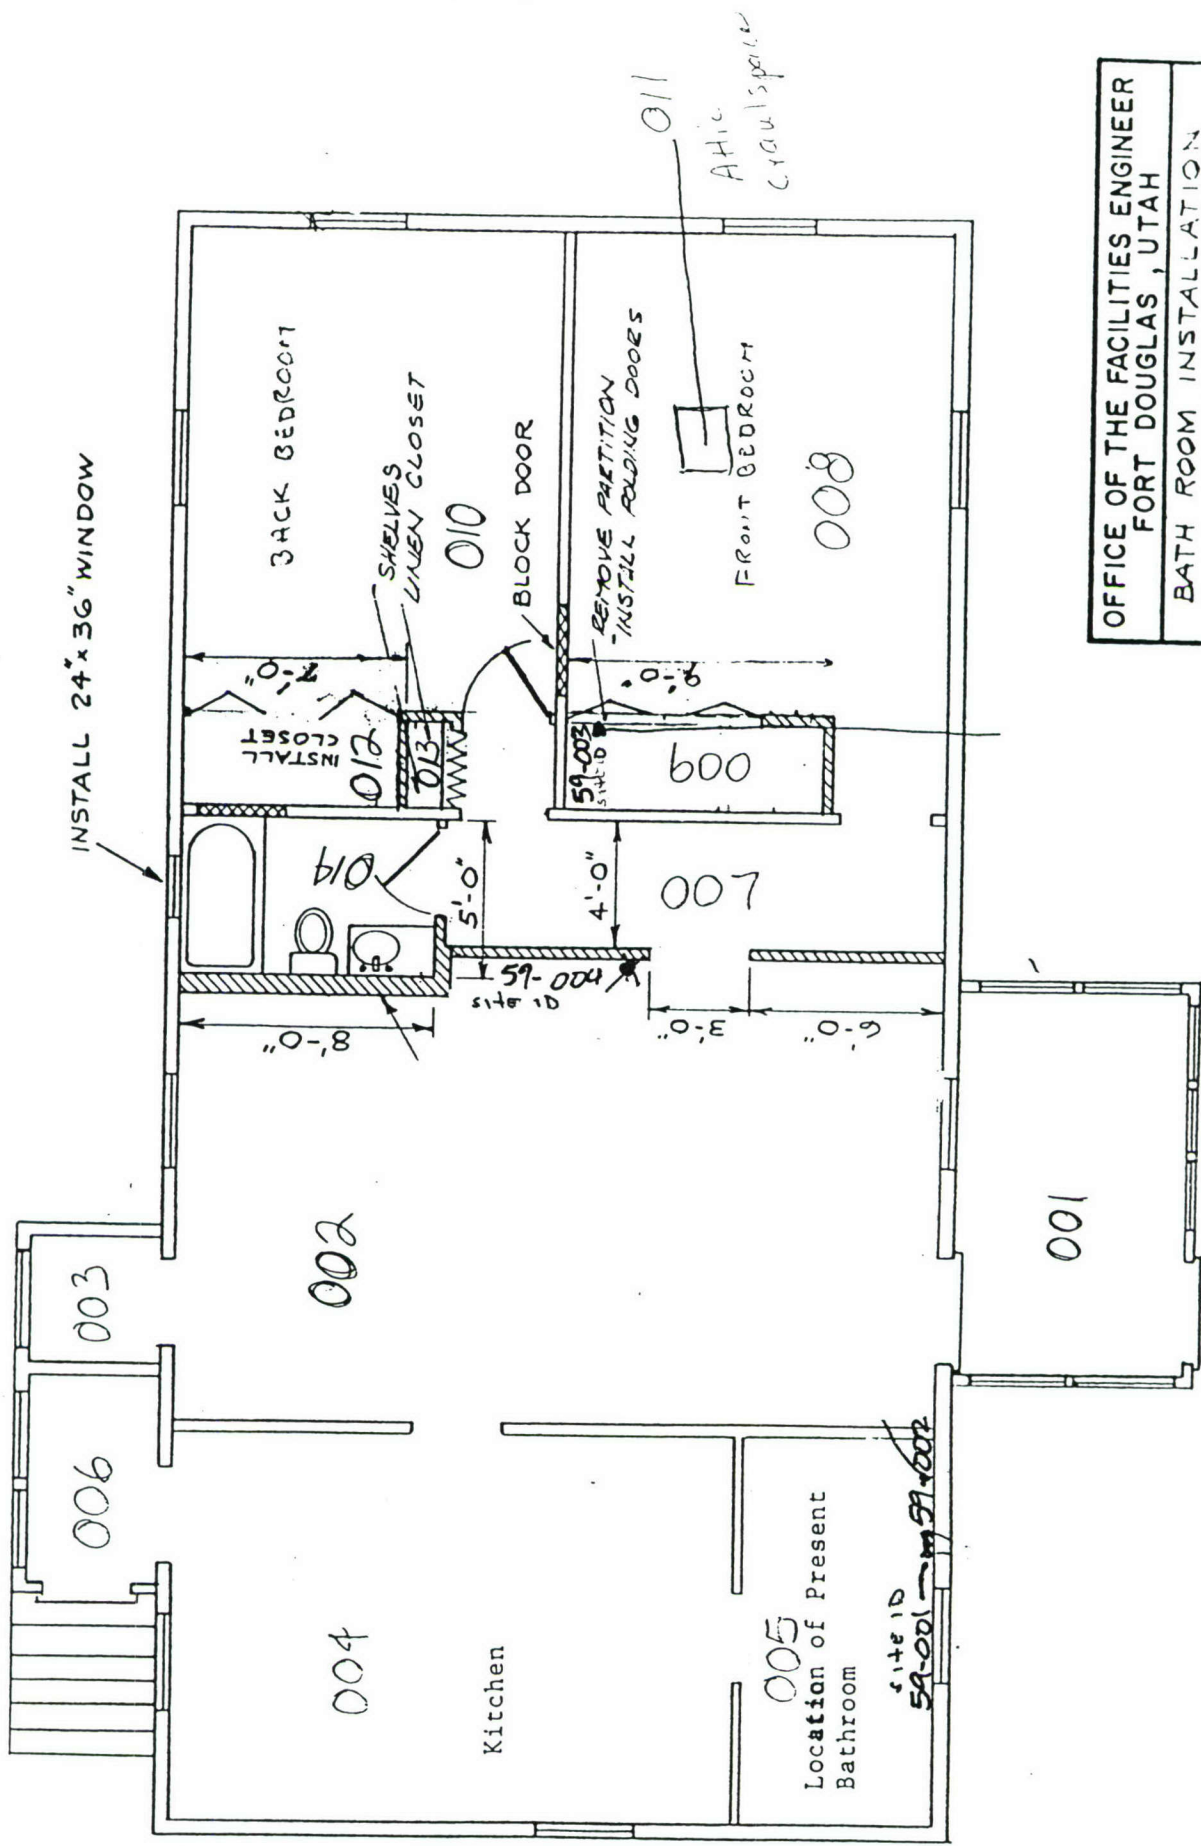 INSTALL 24"x 36" WINDOW
003
006
002
004
Kitchen
005
Location of Present
Bathroom
site ID
59-001
59-002
001
8'-0"
014
5'-0"
4'-0"
site ID
59-004
3'-0"
6'-0"
007
INSTALL
CLOSET
012
013
7'-0"
SHELVES
LINEN CLOSET
BACK BEDROOM
010
BLOCK DOOR
59-003
site ID
009
9'-0"
REMOVE PARTITION
INSTALL FOLDING DOORS
FRONT BEDROOM
008
011
Attic
Crawlspace
OFFICE OF THE FACILITIES ENGINEER
FORT DOUGLAS, UTAH
BATH ROOM INSTALLATION